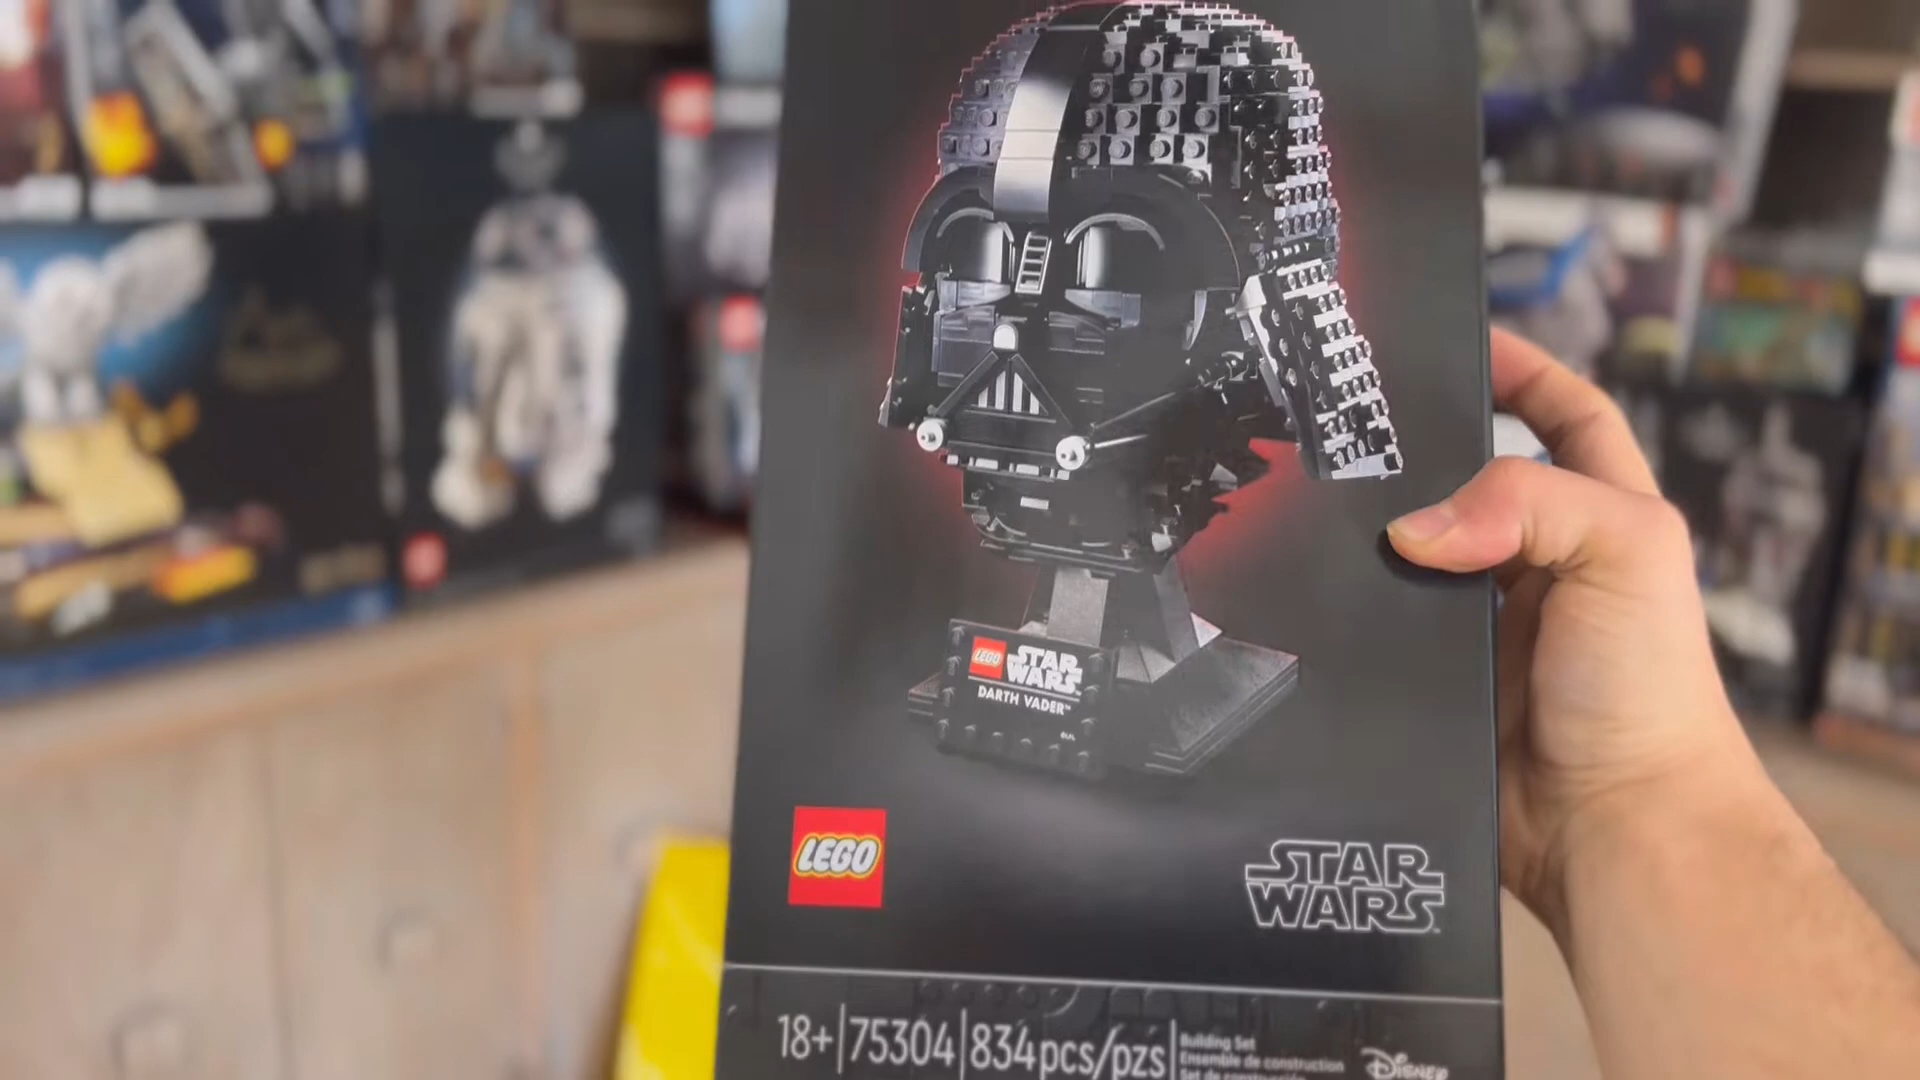 LEGO STAR WARS
DARTH VADER™
LEGO
STAR WARS
18+ 75304 834pcs/pzs
Building Set
Ensemble de construction
Set de construcción
Disney